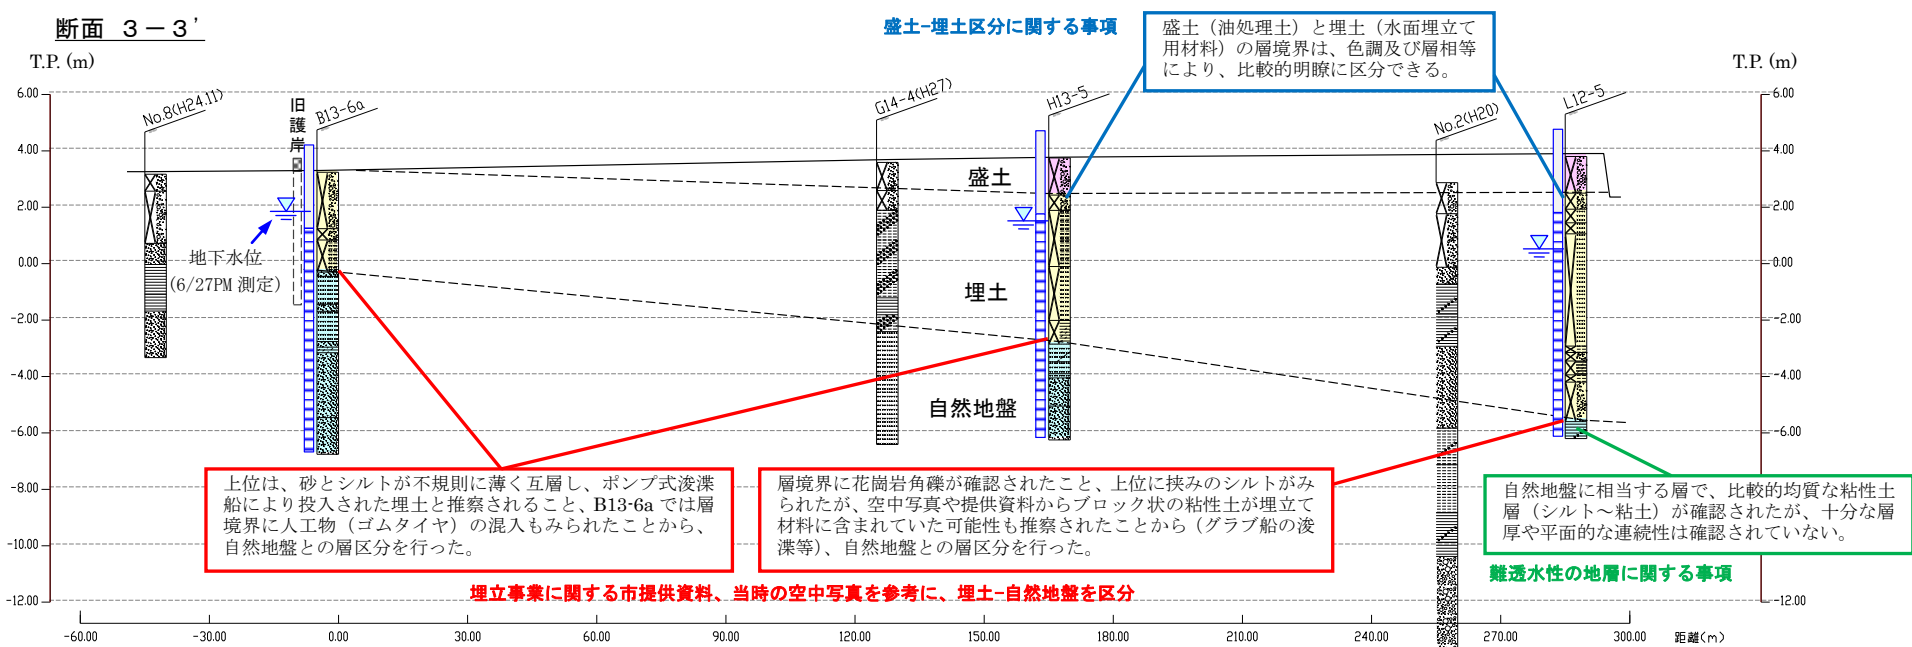 断面 3－3'
T.P. (m)
T.P. (m)
盛土−埋土区分に関する事項
盛土（油処理土）と埋土（水面埋立て
用材料）の層境界は、色調及び層相等
により、比較的明瞭に区分できる。
6.00
4.00
2.00
0.00
-2.00
-4.00
-6.00
-8.00
-10.00
-12.00
No.8(H24.11)
旧護岸
B13-6a
G14-4(H27)
H13-5
No.2(H20)
L12-5
6.00
4.00
2.00
0.00
-2.00
-4.00
-6.00
-12.00
盛土
埋土
自然地盤
地下水位
(6/27PM 測定)
上位は、砂とシルトが不規則に薄く互層し、ポンプ式浚渫
船により投入された埋土と推察されること、B13-6a では層
境界に人工物（ゴムタイヤ）の混入もみられたことから、
自然地盤との層区分を行った。
層境界に花崗岩角礫が確認されたこと、上位に挟みのシルトがみ
られたが、空中写真や提供資料からブロック状の粘性土が埋立て
材料に含まれていた可能性も推察されたことから（グラブ船の浚
渫等）、自然地盤との層区分を行った。
自然地盤に相当する層で、比較的均質な粘性土
層（シルト～粘土）が確認されたが、十分な層
厚や平面的な連続性は確認されていない。
難透水性の地層に関する事項
埋立事業に関する市提供資料、当時の空中写真を参考に、埋土−自然地盤を区分
-60.00 -30.00 0.00 30.00 60.00 90.00 120.00 150.00 180.00 210.00 240.00 270.00 300.00 距離(m)